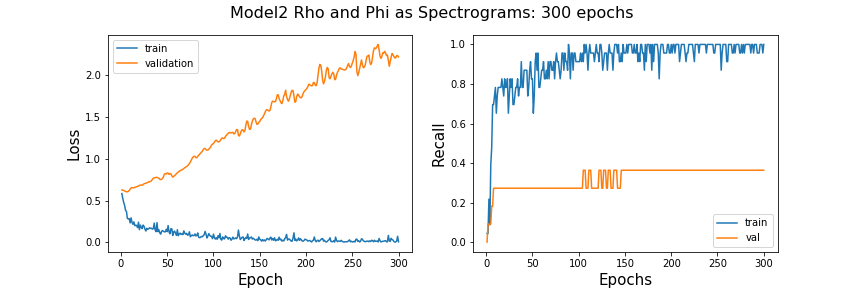 Model2 Rho and Phi as Spectrograms: 300 epochs
train
validation
Loss
2.0
1.5
1.0
0.5
0.0
0 50 100 150 200 250 300
Epoch
Recall
1.0
0.8
0.6
0.4
0.2
0.0
train
val
0 50 100 150 200 250 300
Epochs